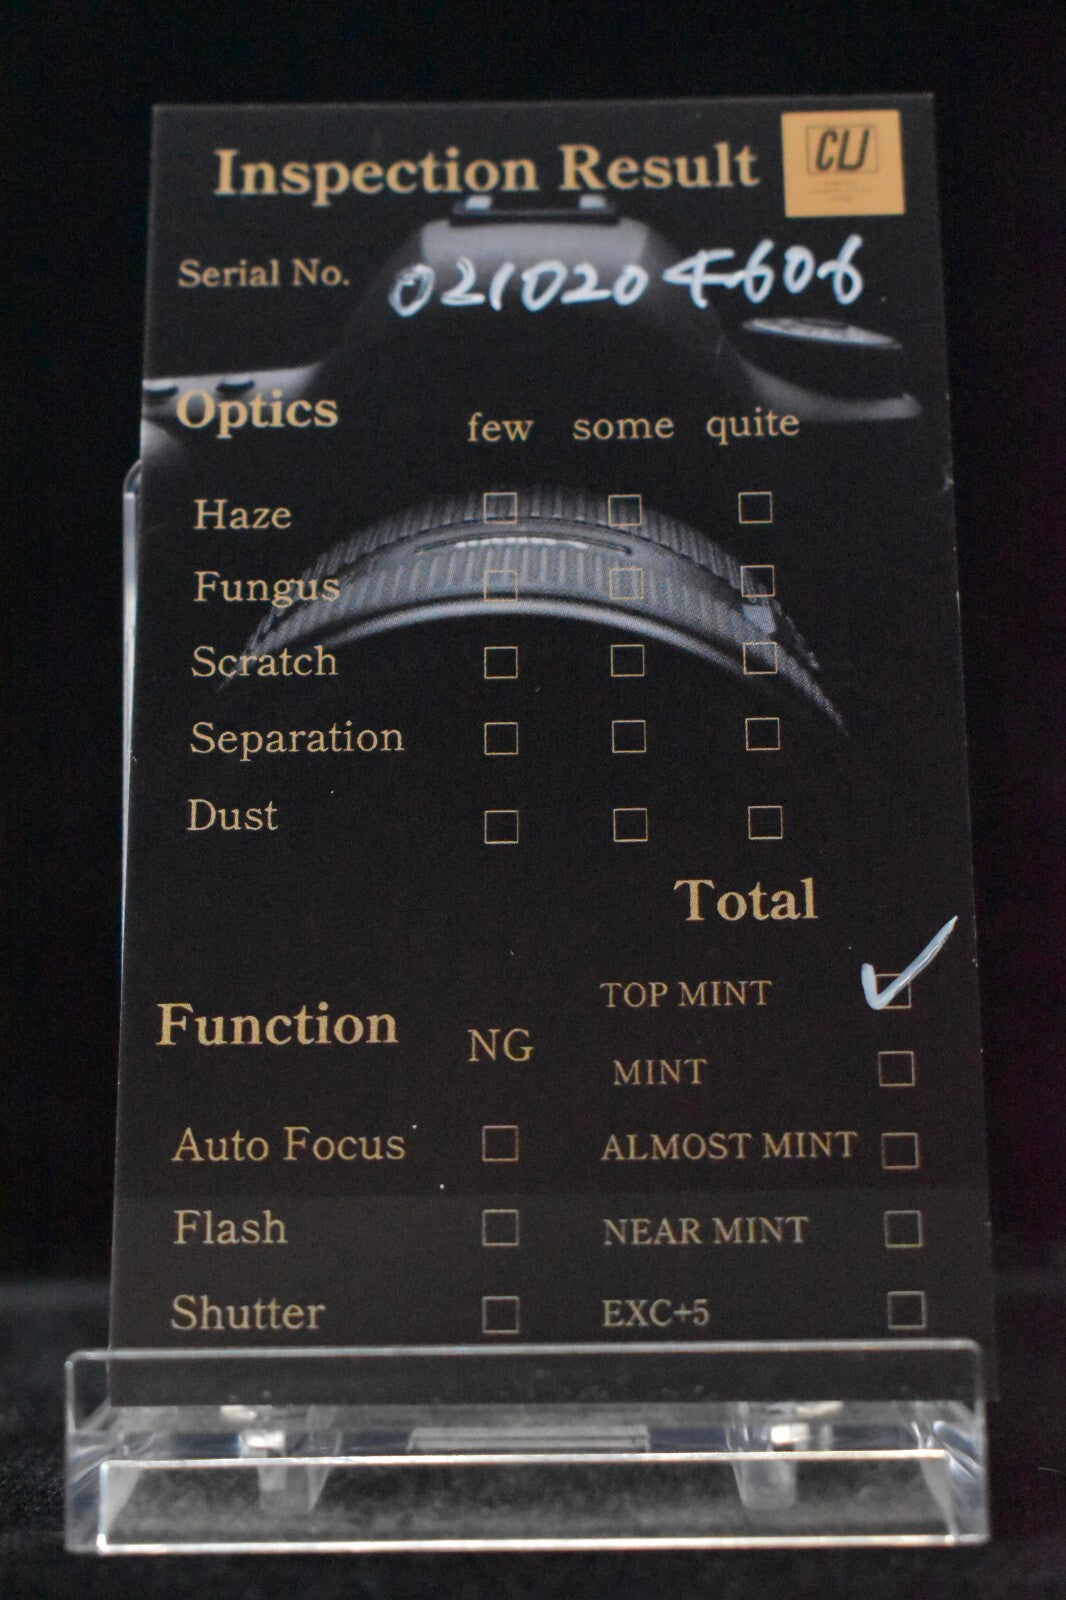 Inspection Result
CLJ
Serial No. 0210204606
Optics few some quite
Haze
Fungus
Scratch
Separation
Dust
Total
TOP MINT ✓
Function NG
MINT
Auto Focus
ALMOST MINT
Flash
NEAR MINT
Shutter
EXC+5